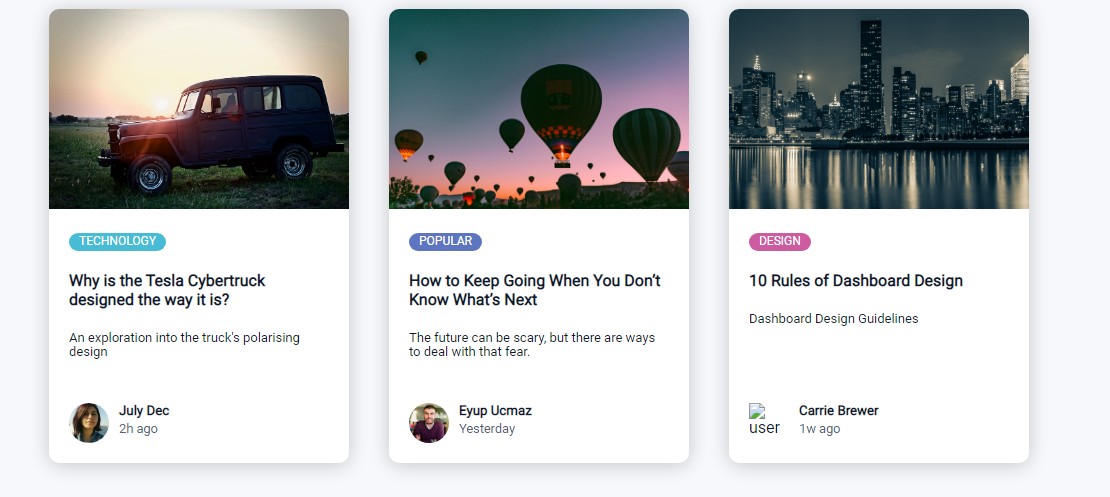 TECHNOLOGY
Why is the Tesla Cybertruck
designed the way it is?
An exploration into the truck's polarising
design
July Dec
2h ago
POPULAR
How to Keep Going When You Don’t
Know What’s Next
The future can be scary, but there are ways
to deal with that fear.
Eyup Ucmaz
Yesterday
DESIGN
10 Rules of Dashboard Design
Dashboard Design Guidelines
user
Carrie Brewer
1w ago